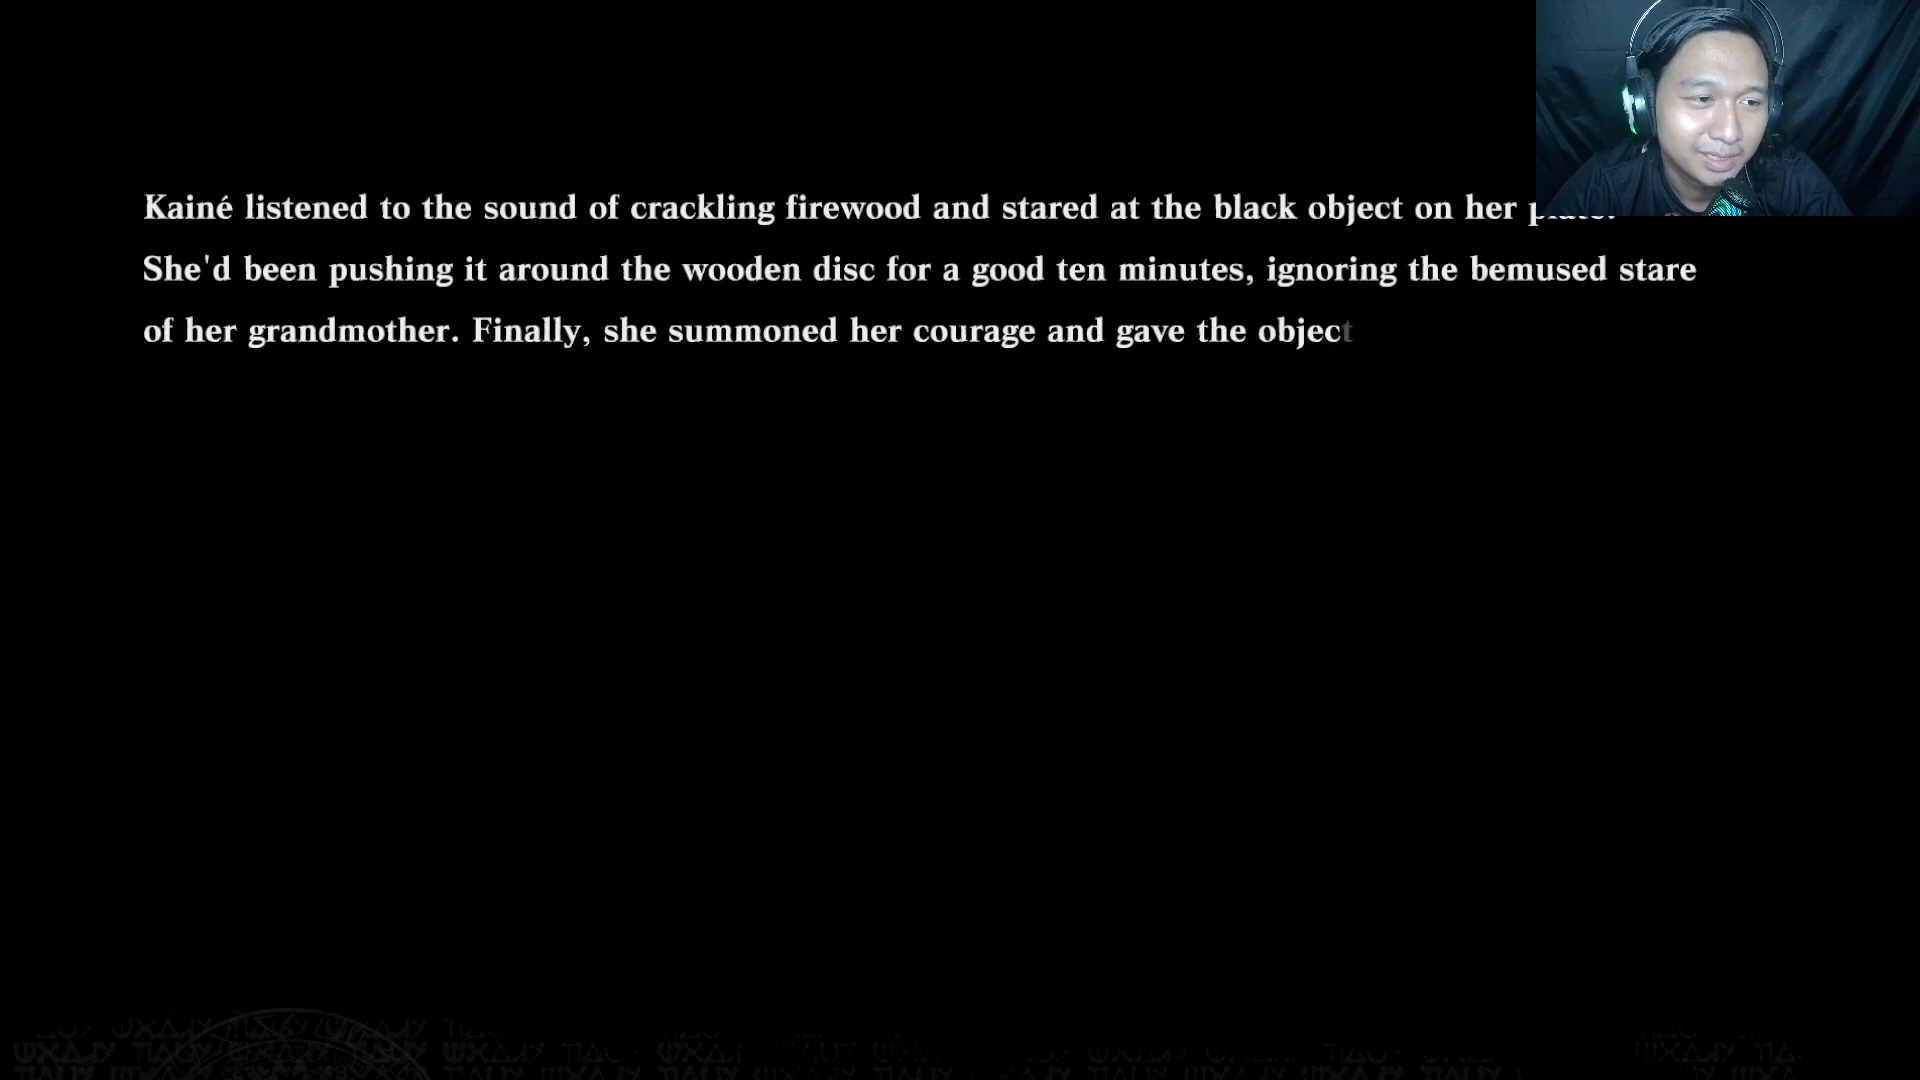 Kainé listened to the sound of crackling firewood and stared at the black object on her
She'd been pushing it around the wooden disc for a good ten minutes, ignoring the bemused stare
of her grandmother. Finally, she summoned her courage and gave the object